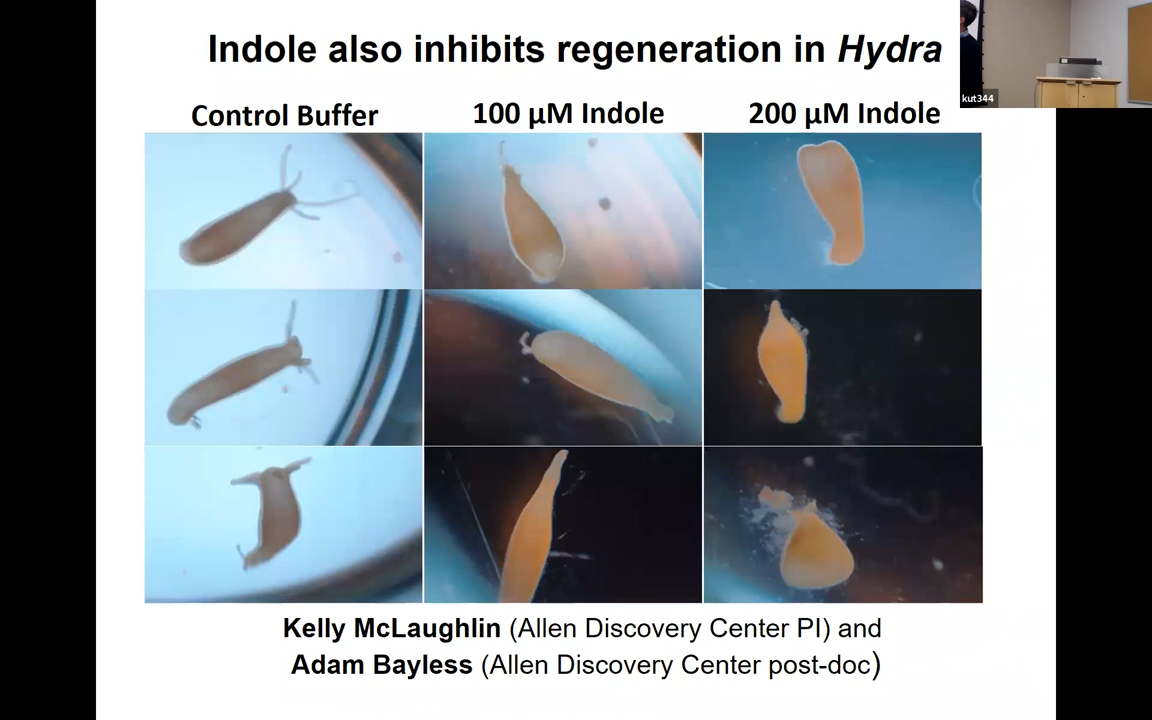 Indole also inhibits regeneration in Hydra
kut344
Control Buffer
100 µM Indole
200 µM Indole
Kelly McLaughlin (Allen Discovery Center PI) and
Adam Bayless (Allen Discovery Center post-doc)